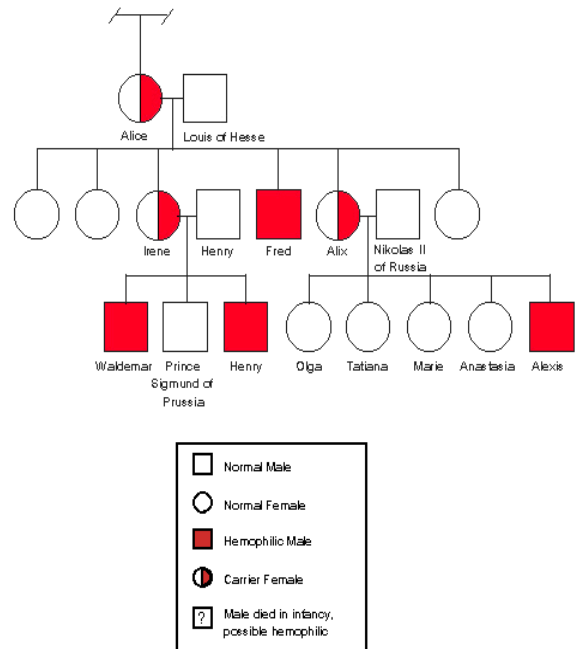 Alice
Louis of Hesse
Irene
Henry
Fred
Alix
Nikolas II
of Russia
Waldemar
Prince
Sigmund of
Prussia
Henry
Olga
Tatiana
Marie
Anastasia
Alexis
Normal Male
Normal Female
Hemophilic Male
Carrier Female
?
Male died in infancy,
possible hemophilic